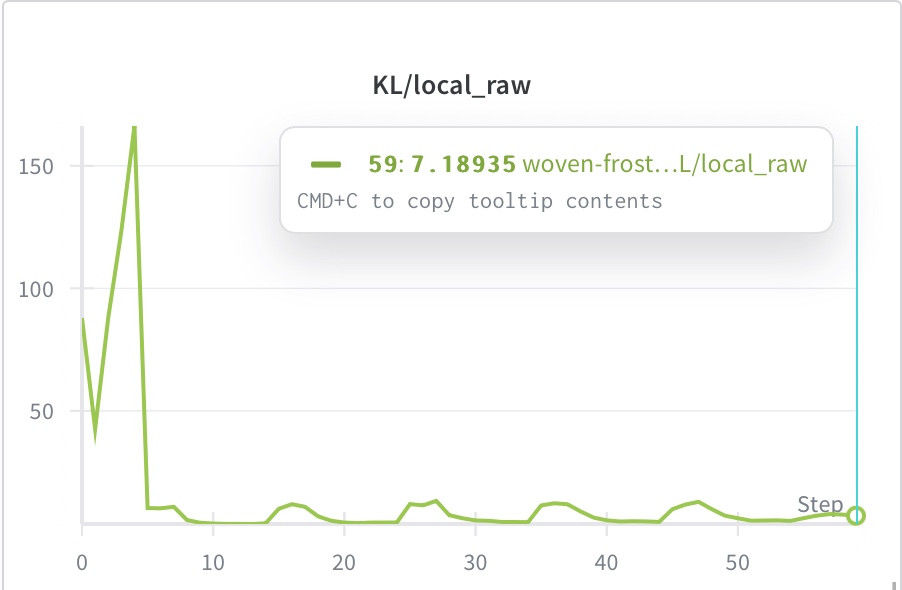 KL/local_raw
59: 7.18935 woven-frost...L/local_raw
CMD+C to copy tooltip contents
150
100
50
Step
0 10 20 30 40 50